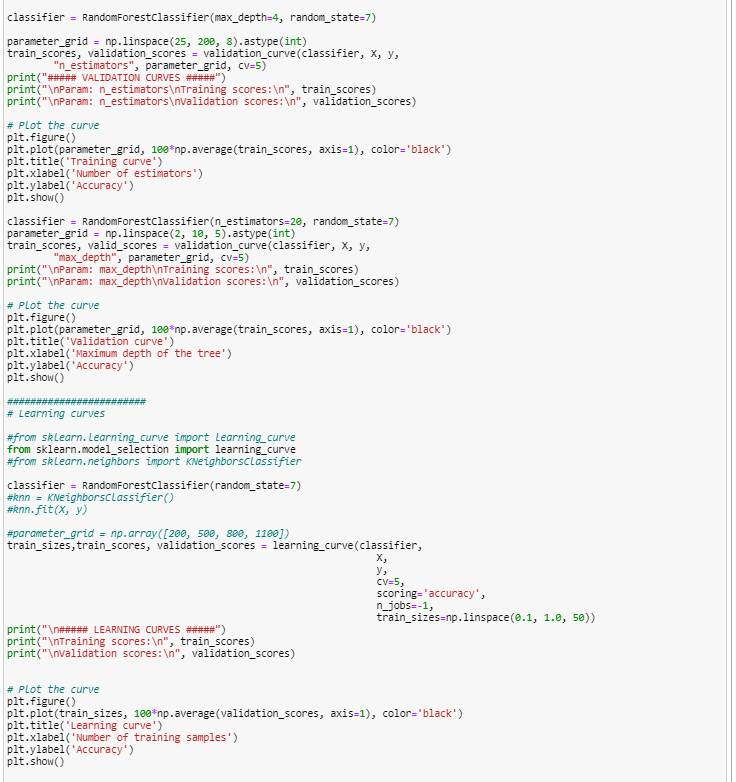 classifier = RandomForestClassifier(max_depth=4, random_state=7)
parameter_grid = np.linspace(25, 200, 8).astype(int)
train_scores, validation_scores = validation_curve(classifier, X, y,
        "n_estimators", parameter_grid, cv=5)
print("##### VALIDATION CURVES #####")
print("\nParam: n_estimators\nTraining scores:\n", train_scores)
print("\nParam: n_estimators\nValidation scores:\n", validation_scores)
# Plot the curve
plt.figure()
plt.plot(parameter_grid, 100*np.average(train_scores, axis=1), color='black')
plt.title('Training curve')
plt.xlabel('Number of estimators')
plt.ylabel('Accuracy')
plt.show()
classifier = RandomForestClassifier(n_estimators=20, random_state=7)
parameter_grid = np.linspace(2, 10, 5).astype(int)
train_scores, valid_scores = validation_curve(classifier, X, y,
        "max_depth", parameter_grid, cv=5)
print("\nParam: max_depth\nTraining scores:\n", train_scores)
print("\nParam: max_depth\nValidation scores:\n", validation_scores)
# Plot the curve
plt.figure()
plt.plot(parameter_grid, 100*np.average(train_scores, axis=1), color='black')
plt.title('Validation curve')
plt.xlabel('Maximum depth of the tree')
plt.ylabel('Accuracy')
plt.show()
########################
# Learning curves
#from sklearn.learning_curve import learning_curve
from sklearn.model_selection import learning_curve
#from sklearn.neighbors import KNeighborsClassifier
classifier = RandomForestClassifier(random_state=7)
#knn = KNeighborsClassifier()
#knn.fit(X, y)
#parameter_grid = np.array([200, 500, 800, 1100])
train_sizes,train_scores, validation_scores = learning_curve(classifier,
X,
y,
cv=5,
scoring='accuracy',
n_jobs=-1,
train_sizes=np.linspace(0.1, 1.0, 50))
print("\n##### LEARNING CURVES #####")
print("\nTraining scores:\n", train_scores)
print("\nValidation scores:\n", validation_scores)
# Plot the curve
plt.figure()
plt.plot(train_sizes, 100*np.average(validation_scores, axis=1), color='black')
plt.title('Learning curve')
plt.xlabel('Number of training samples')
plt.ylabel('Accuracy')
plt.show()